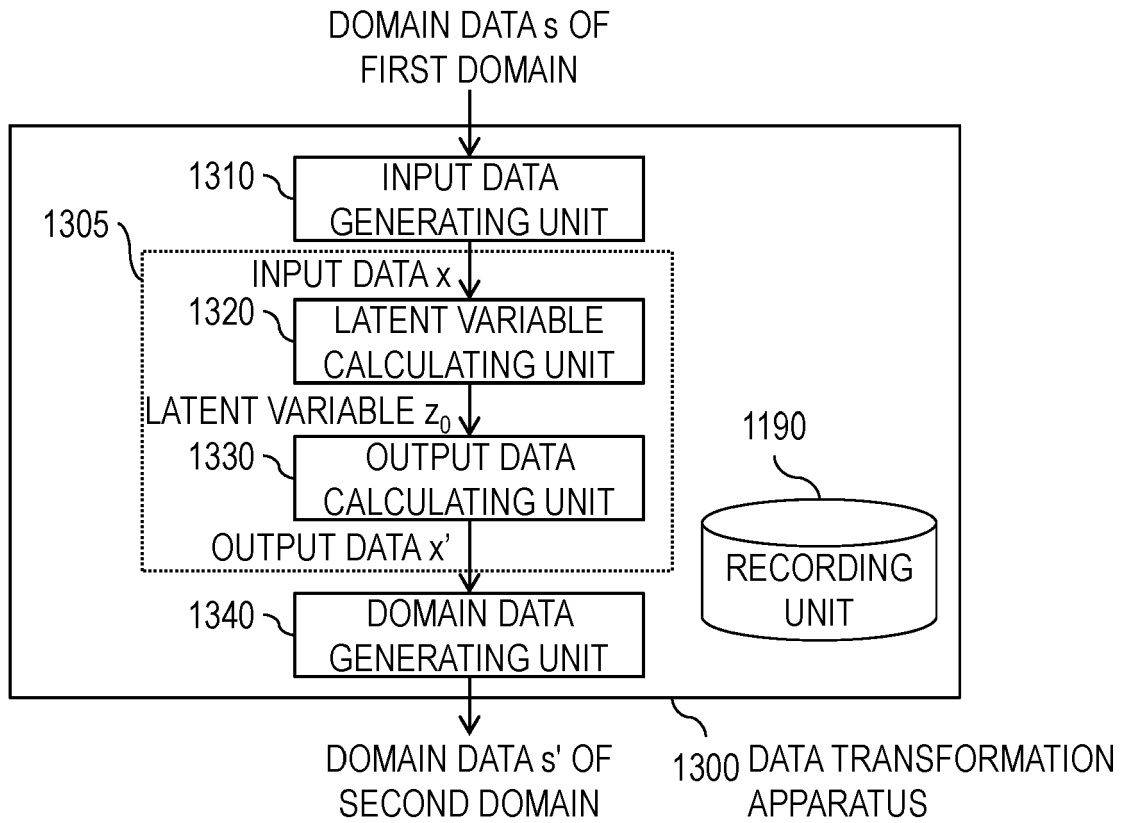 DOMAIN DATA s OF
FIRST DOMAIN
1310
INPUT DATA
GENERATING UNIT
1305
INPUT DATA x
1320
LATENT VARIABLE
CALCULATING UNIT
LATENT VARIABLE z₀
1330
OUTPUT DATA
CALCULATING UNIT
1190
RECORDING
UNIT
OUTPUT DATA x’
1340
DOMAIN DATA
GENERATING UNIT
DOMAIN DATA s' OF
SECOND DOMAIN
1300 DATA TRANSFORMATION
APPARATUS